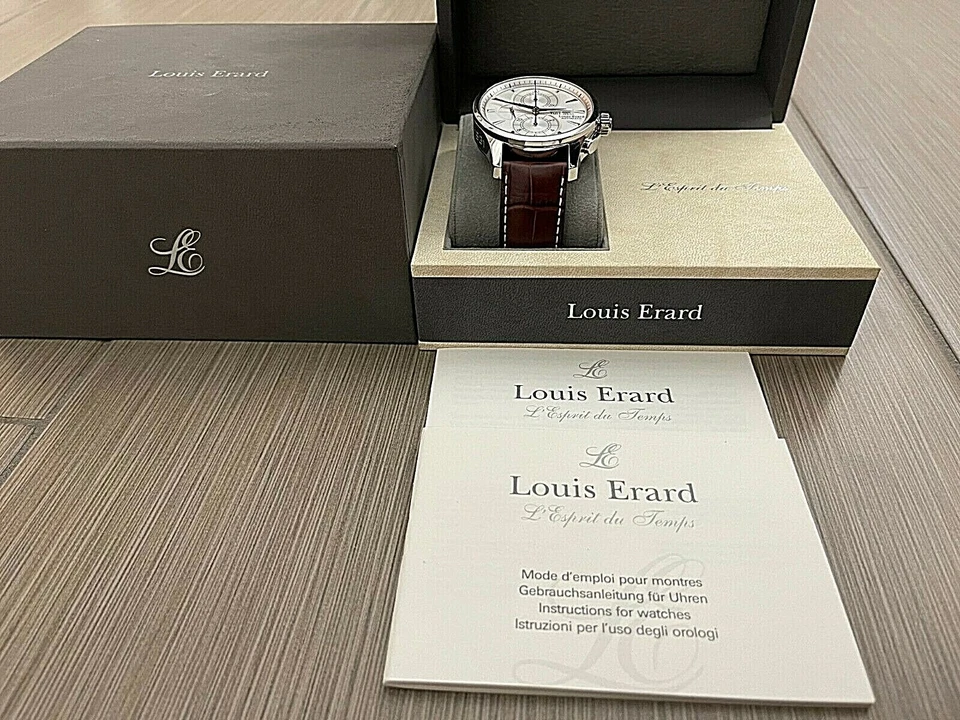 Louis Erard
LE
L'Esprit du Temps
Louis Erard
LE
Louis Erard
L'Esprit du Temps
LE
Louis Erard
L'Esprit du Temps
Mode d'emploi pour montres
Gebrauchsanleitung für Uhren
Instructions for watches
Istruzioni per l'uso degli orologi